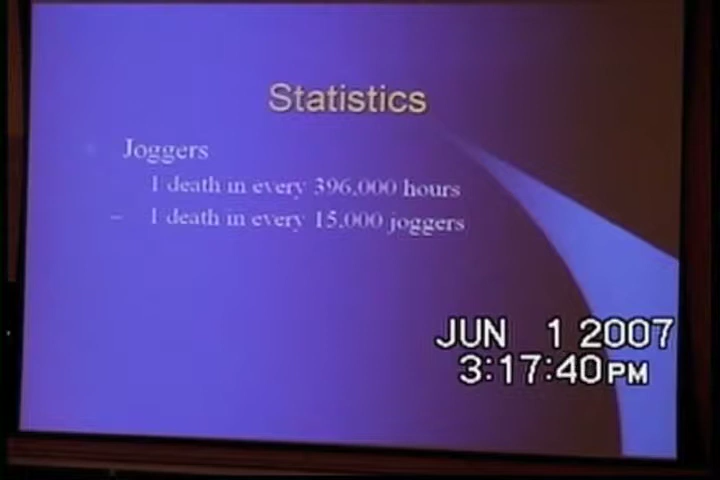 Statistics
Joggers
1 death in every 396,000 hours
– 1 death in every 15,000 joggers
JUN 1 2007
3:17:40PM